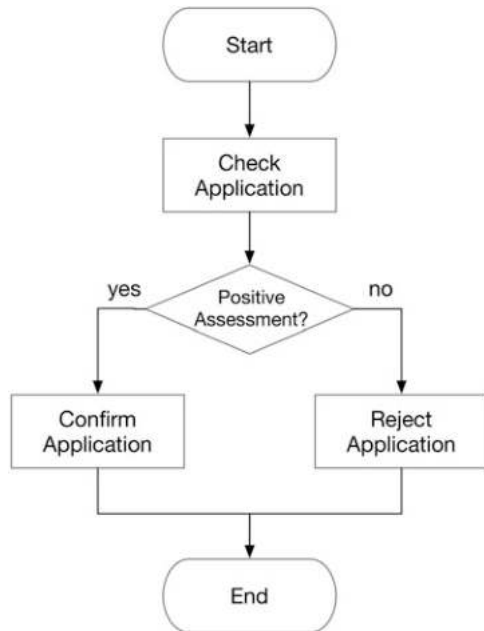 Start
Check
Application
yes
Positive
Assessment?
no
Confirm
Application
Reject
Application
End